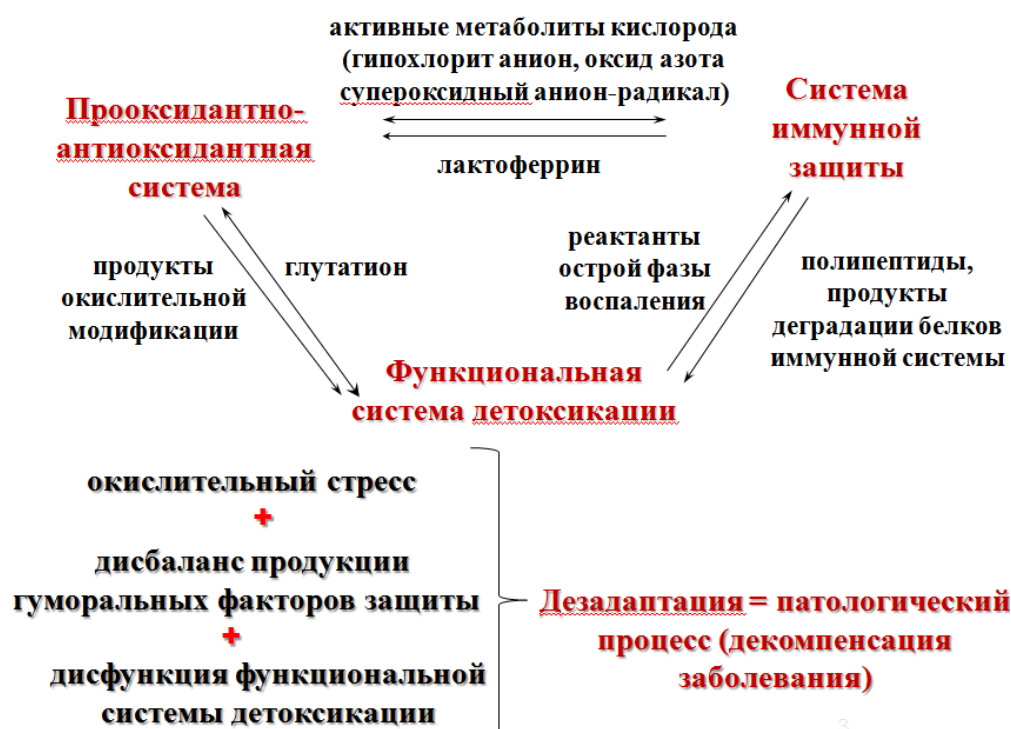 активные метаболиты кислорода
(гипохлорит анион, оксид азота
супероксидный анион-радикал)
Прооксидантно-
антиоксидантная
система
Система
иммунной
защиты
лактоферрин
продукты
окислительной
модификации
глутатион
реактанты
острой фазы
воспаления
полипептиды,
продукты
деградации белков
иммунной системы
Функциональная
система детоксикации
окислительный стресс
+
дисбаланс продукции
гуморальных факторов защиты
+
дисфункция функциональной
системы детоксикации
Дезадаптация = патологический
процесс (декомпенсация
заболевания)
3